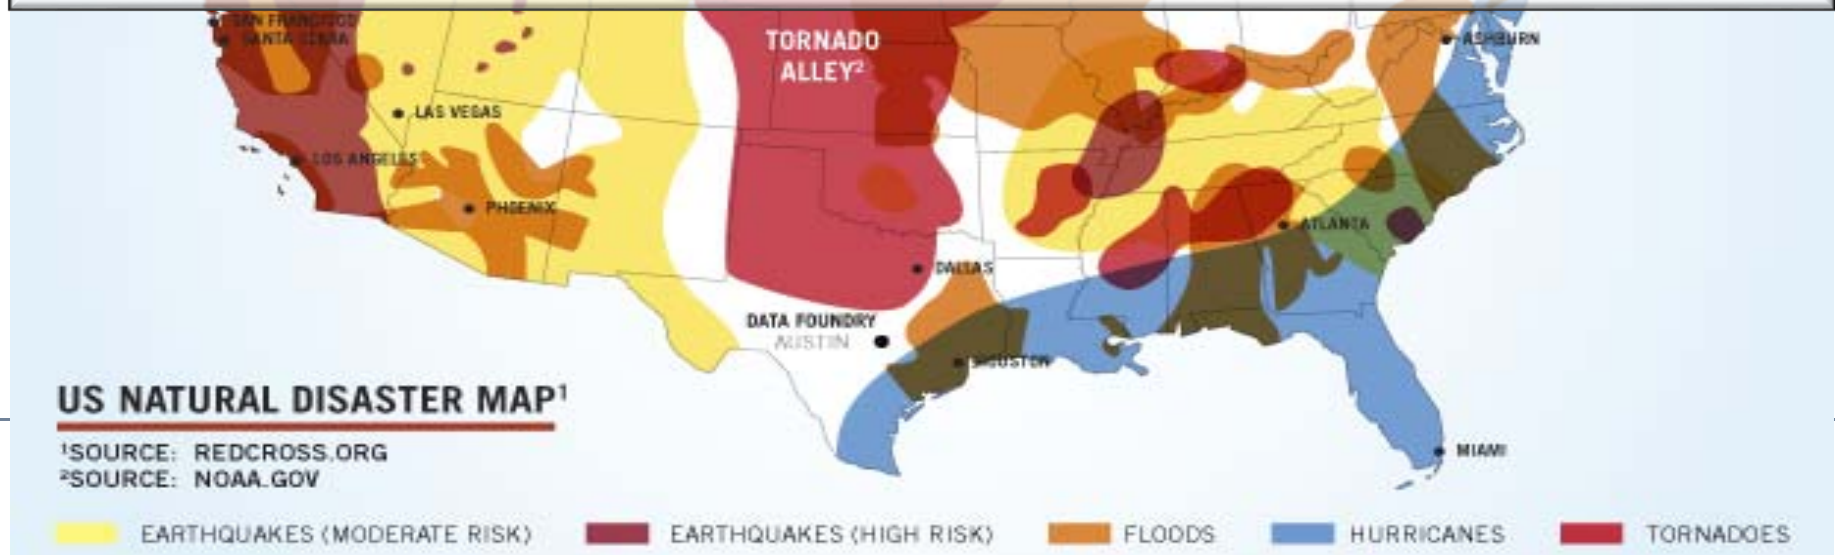 SAN FRANCISCO
SANTA CLARA
TORNADO
ALLEY²
ASHBURN
LAS VEGAS
LOS ANGELES
PHOENIX
ATLANTA
DALLAS
DATA FOUNDRY
AUSTIN
HOUSTON
US NATURAL DISASTER MAP¹
¹SOURCE: REDCROSS.ORG
²SOURCE: NOAA.GOV
MIAMI
EARTHQUAKES (MODERATE RISK) EARTHQUAKES (HIGH RISK) FLOODS HURRICANES TORNADOES